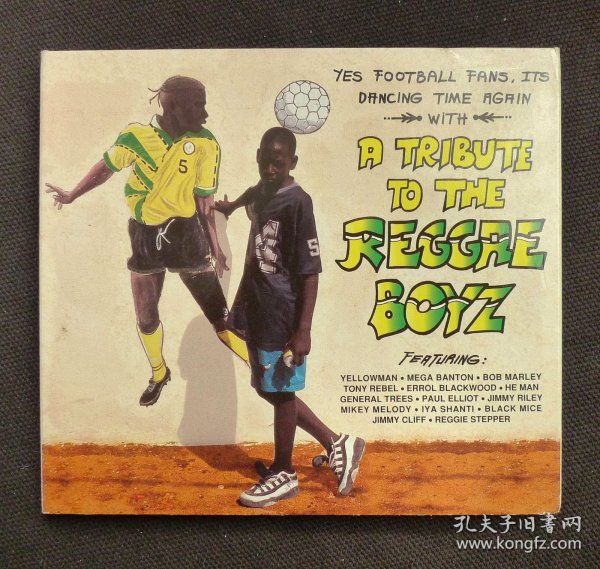 YES FOOTBALL FANS, ITS
DANCING TIME AGAIN
WITH
A TRIBUTE
TO THE
REGGAE
BOYZ
FEATURING:
YELLOWMAN • MEGA BANTON • BOB MARLEY
TONY REBEL • ERROL BLACKWOOD • HE MAN
GENERAL TREES • PAUL ELLIOT • JIMMY RILEY
MIKEY MELODY • IYA SHANTI • BLACK MICE
JIMMY CLIFF • REGGIE STEPPER
5
5
孔夫子旧书网
www.kongfz.com